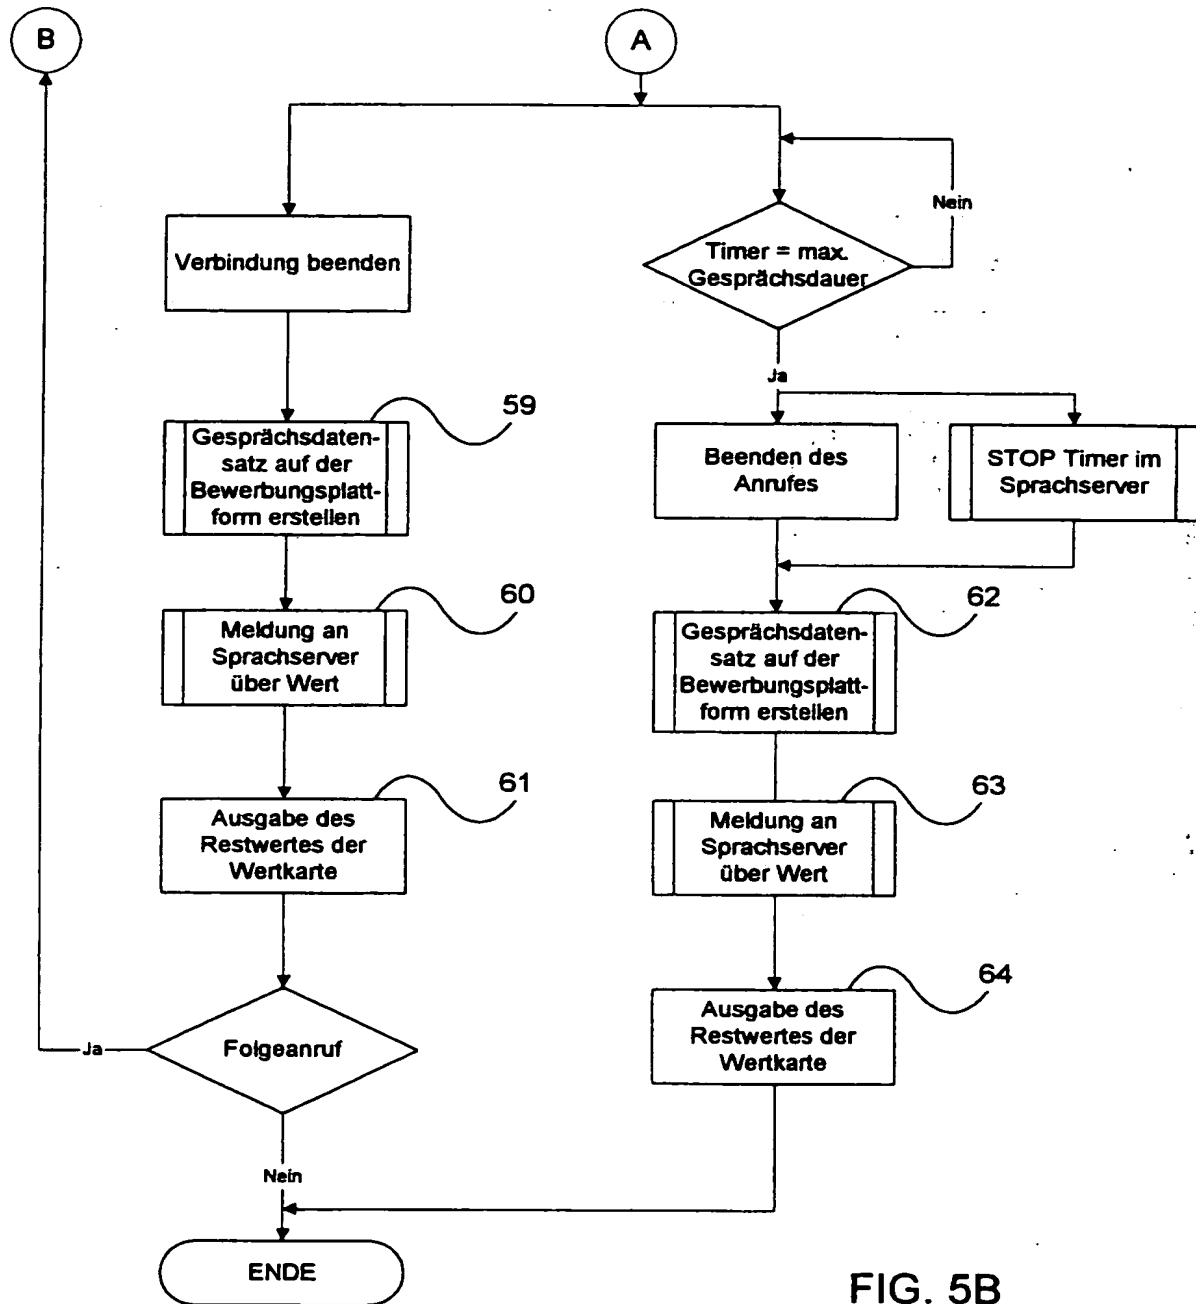 B
A
Nein
Verbindung beenden
Timer = max.
Gesprächsdauer
Ja
59
Gesprächsdaten-
satz auf der
Bewerbungsplatt-
form erstellen
Beenden des
Anrufes
STOP Timer im
Sprachserver
60
Meldung an
Sprachserver
über Wert
62
Gesprächsdaten-
satz auf der
Bewerbungsplatt-
form erstellen
61
Ausgabe des
Restwertes der
Wertkarte
63
Meldung an
Sprachserver
über Wert
64
Ausgabe des
Restwertes der
Wertkarte
Ja
Folgeanruf
Nein
ENDE
FIG. 5B